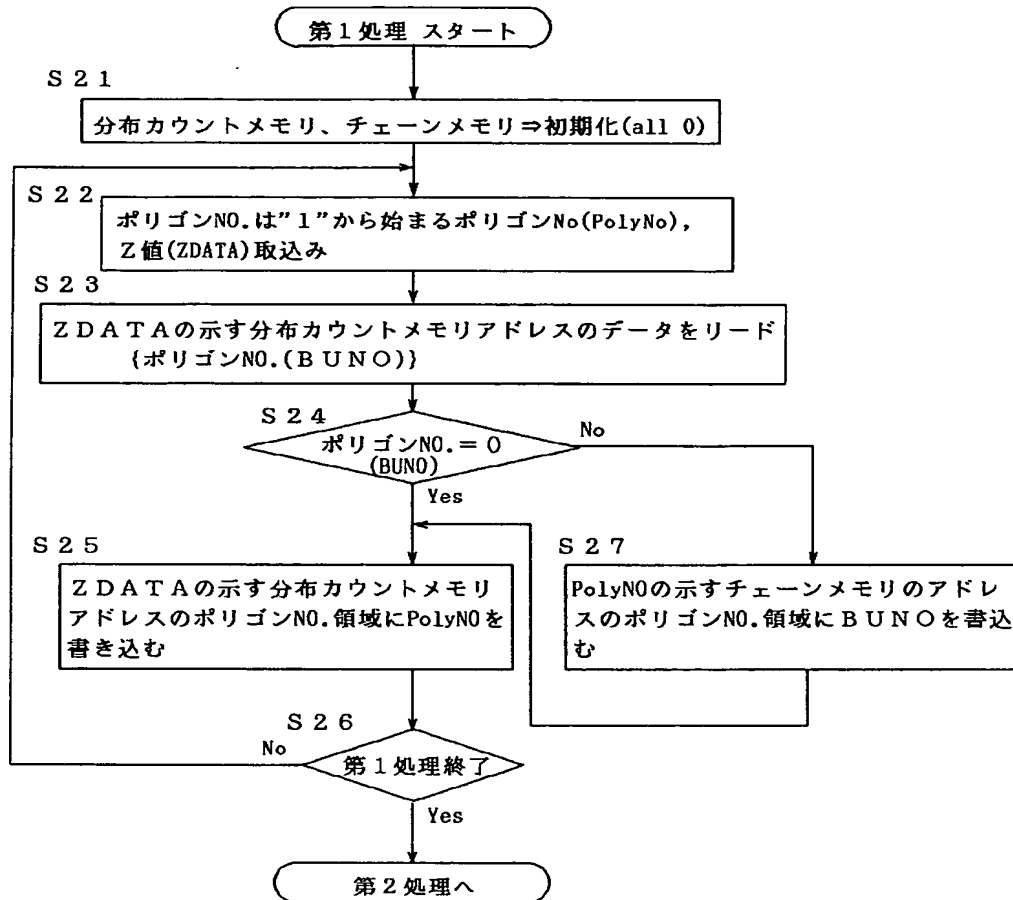 第1処理 スタート
S21
分布カウントメモリ、チェーンメモリ⇒初期化(all 0)
S22
ポリゴンNO.は"1"から始まるポリゴンNo(PolyNo),
Z値(ZDATA)取込み
S23
ZDATAの示す分布カウントメモリアドレスのデータをリード
{ポリゴンNO.(BUNO)}
S24
ポリゴンNO.=0
(BUNO)
No
Yes
S25
ZDATAの示す分布カウントメモリ
アドレスのポリゴンNO.領域にPolyNOを
書き込む
S27
PolyNOの示すチェーンメモリのアドレ
スのポリゴンNO.領域にBUNOを書込
む
S26
No
第1処理終了
Yes
第2処理へ